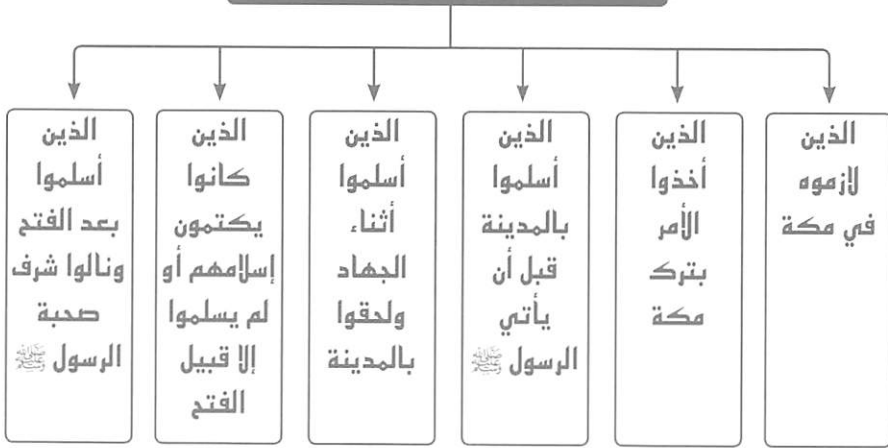 الذين
لازموه
في مكة
الذين
أخذوا
الأمر
بترك
مكة
الذين
أسلموا
بالمدينة
قبل أن
يأتي
الرسول ﷺ
الذين
أسلموا
أثناء
الجهاد
ولحقوا
بالمدينة
الذين
كانوا
يكتمون
إسلامهم أو
لم يسلموا
إلا قبيل
الفتح
الذين
أسلموا
بعد الفتح
ونالوا شرف
صحبة
الرسول ﷺ